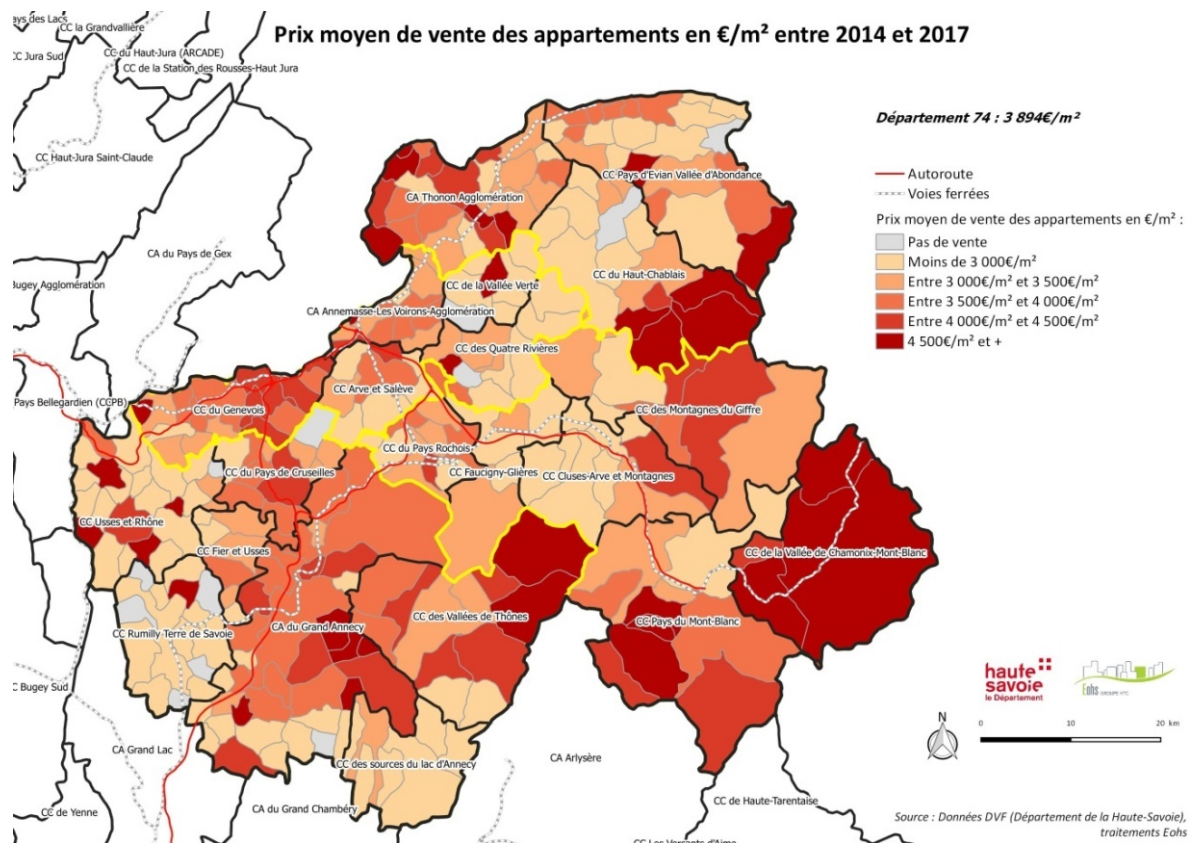 Prix moyen de vente des appartements en €/m² entre 2014 et 2017
ays des Lacs
CC la Grandvallière
CC Jura Sud
CC du Haut-Jura (ARCADE)
CC de la Station des Rousses-Haut Jura
CC Haut-Jura Saint-Claude
CA du Pays de Gex
Bugey Agglomération
Pays Bellegardien (CCPB)
CC Pays d'Evian Vallée d'Abondance
CA Thonon Agglomération
CC du Haut-Chablais
CC de la Vallée Verte
CA Annemasse-Les Voirons-Agglomération
CC des Quatre Rivières
CC Arve et Salève
CC du Genevois
CC des Montagnes du Giffre
CC du Pays Rochois
CC du Pays de Cruseilles
CC Faucigny-Glières
CC Cluses-Arve et Montagnes
CC Usses et Rhône
CC Fier et Usses
CC de la Vallée de Chamonix-Mont-Blanc
CC des Vallées de Thônes
CC Pays du Mont-Blanc
CA du Grand Annecy
CC Rumilly Terre de Savoie
CC Bugey Sud
CA Grand Lac
CA Arlysère
CC des sources du lac d'Annecy
CC de Haute-Tarentaise
CA du Grand Chambéry
CC de Yenne
CC Les Versants d'Aime
Département 74 : 3 894€/m²
Autoroute
Voies ferrées
Prix moyen de vente des appartements en €/m² :
Pas de vente
Moins de 3 000€/m²
Entre 3 000€/m² et 3 500€/m²
Entre 3 500€/m² et 4 000€/m²
Entre 4 000€/m² et 4 500€/m²
4 500€/m² et +
haute
savoie
le Département
Eohs
N
0 10 20 km
Source : Données DVF (Département de la Haute-Savoie),
traitements Eohs